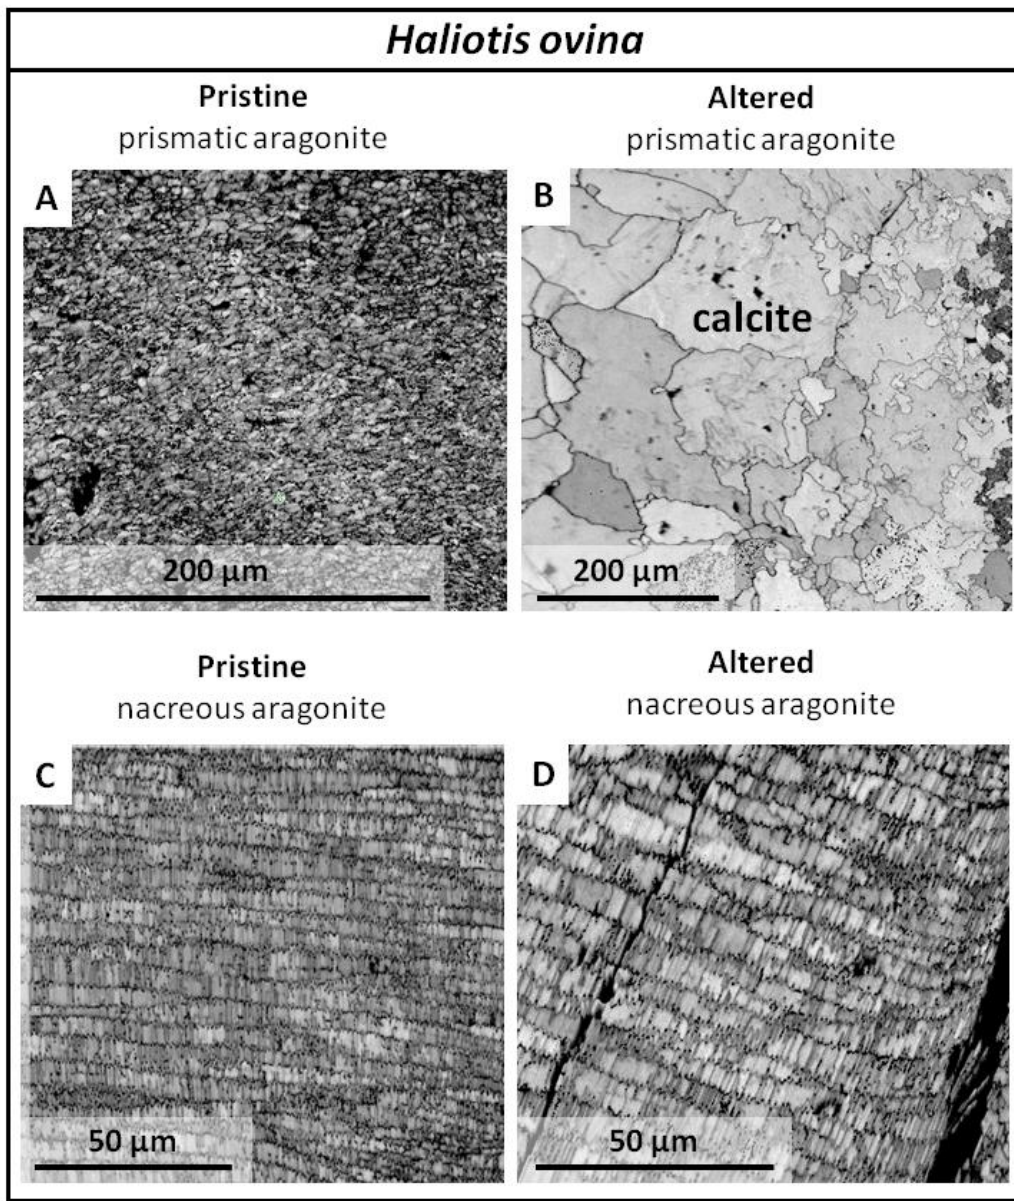 Haliotis ovina
Pristine
prismatic aragonite
Altered
prismatic aragonite
A
B
calcite
200 µm
200 µm
Pristine
nacreous aragonite
Altered
nacreous aragonite
C
D
50 µm
50 µm